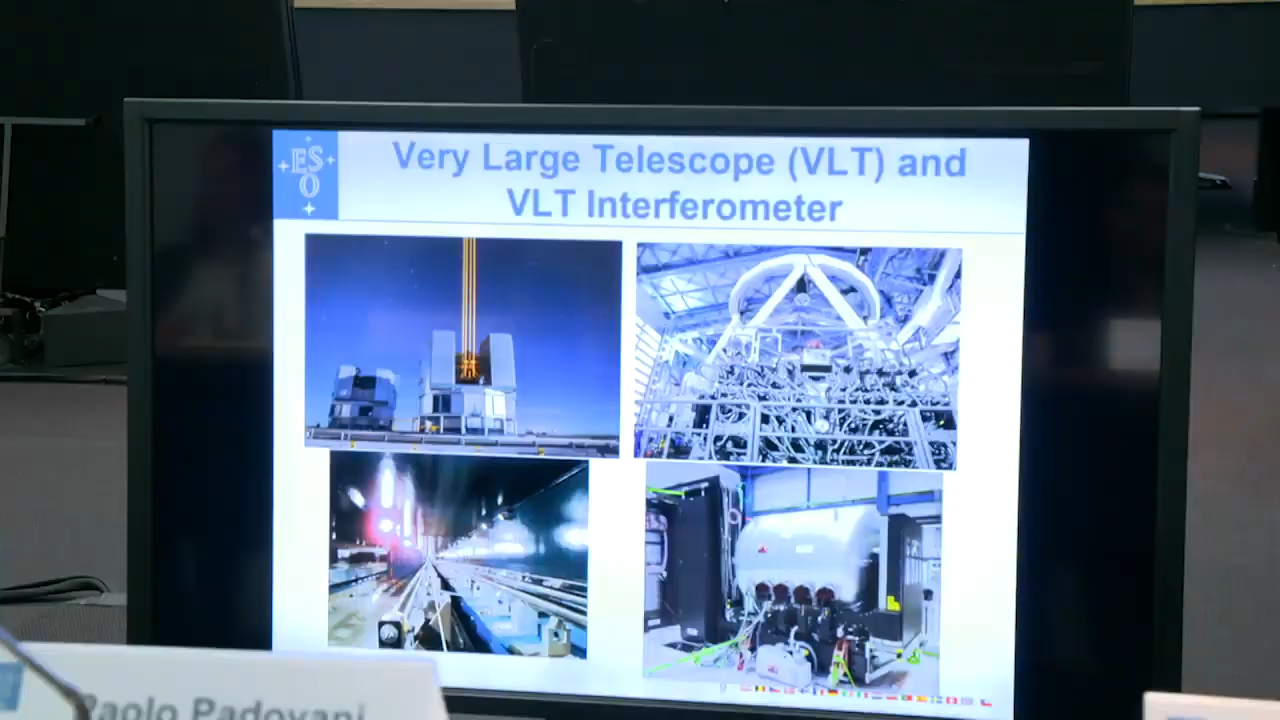 ESO
Very Large Telescope (VLT) and
VLT Interferometer
Paolo Padovani